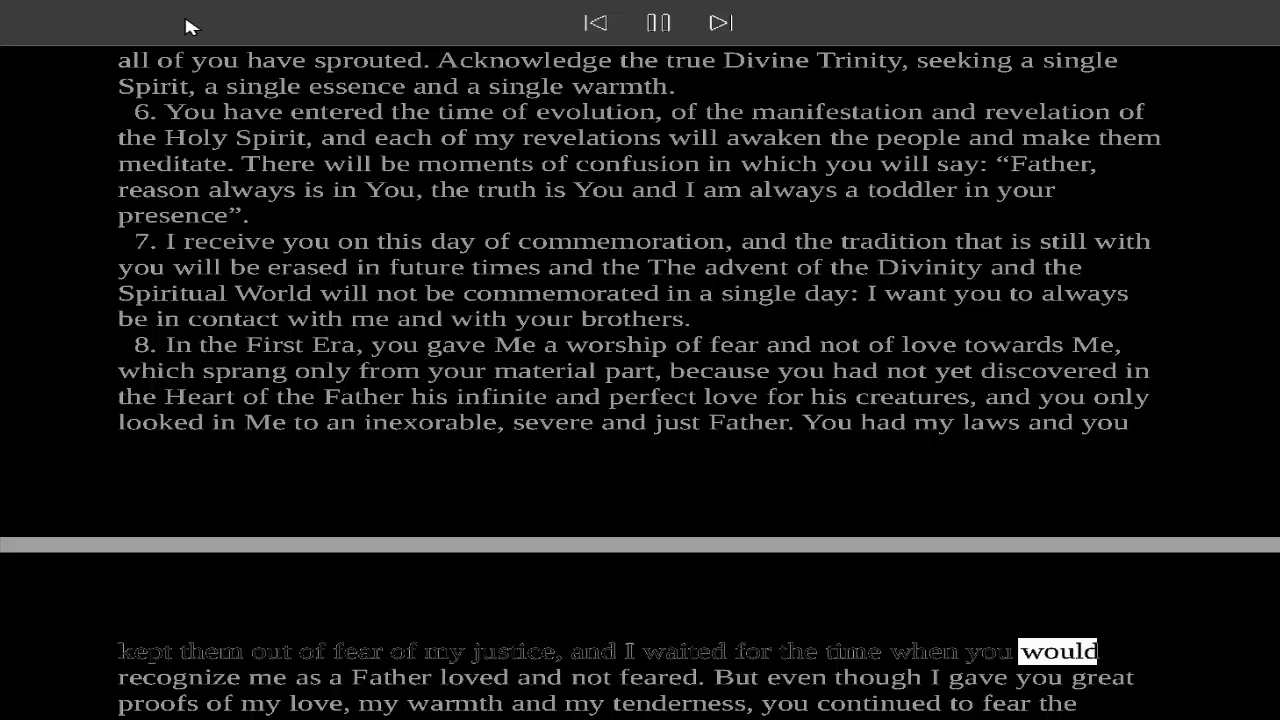 all of you have sprouted. Acknowledge the true Divine Trinity, seeking a single
Spirit, a single essence and a single warmth.
6. You have entered the time of evolution, of the manifestation and revelation of
the Holy Spirit, and each of my revelations will awaken the people and make them
meditate. There will be moments of confusion in which you will say: “Father,
reason always is in You, the truth is You and I am always a toddler in your
presence”.
7. I receive you on this day of commemoration, and the tradition that is still with
you will be erased in future times and the The advent of the Divinity and the
Spiritual World will not be commemorated in a single day: I want you to always
be in contact with me and with your brothers.
8. In the First Era, you gave Me a worship of fear and not of love towards Me,
which sprang only from your material part, because you had not yet discovered in
the Heart of the Father his infinite and perfect love for his creatures, and you only
looked in Me to an inexorable, severe and just Father. You had my laws and you
kept them out of fear of my justice, and I waited for the time when you would
recognize me as a Father loved and not feared. But even though I gave you great
proofs of my love, my warmth and my tenderness, you continued to fear the